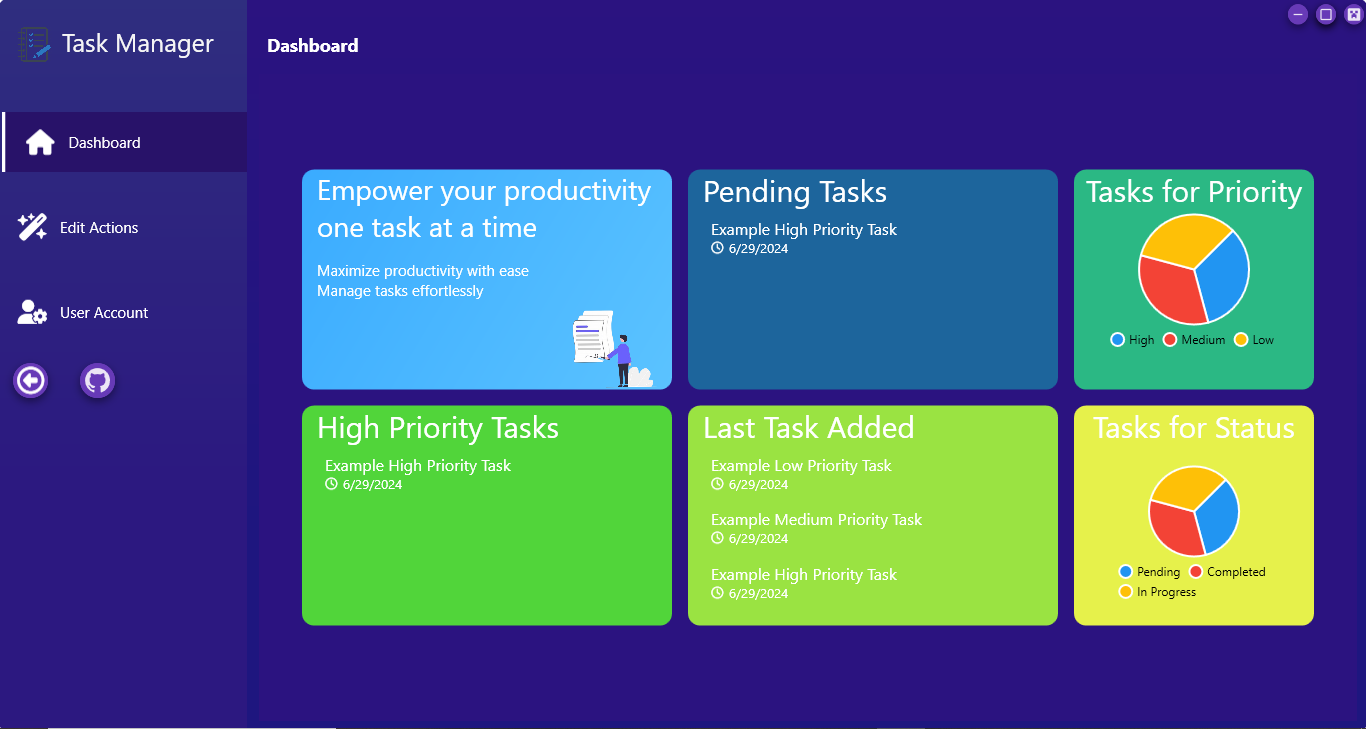 Task Manager
Dashboard
Dashboard
Edit Actions
User Account
Empower your productivity
one task at a time
Maximize productivity with ease
Manage tasks effortlessly
Pending Tasks
Example High Priority Task
6/29/2024
Tasks for Priority
High Medium Low
High Priority Tasks
Example High Priority Task
6/29/2024
Last Task Added
Example Low Priority Task
6/29/2024
Example Medium Priority Task
6/29/2024
Example High Priority Task
6/29/2024
Tasks for Status
Pending Completed
In Progress